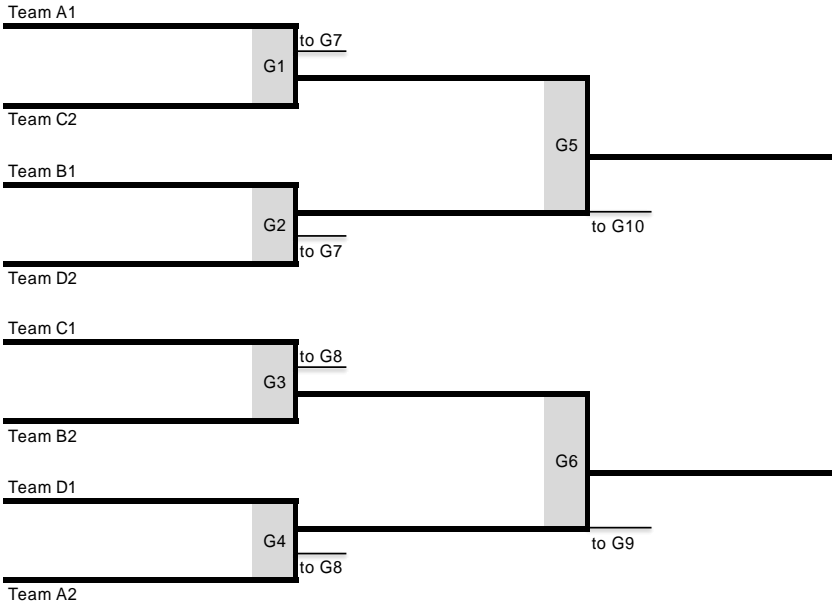 Team A1
to G7
G1
Team C2
G5
Team B1
G2
to G10
to G7
Team D2
Team C1
to G8
G3
Team B2
G6
Team D1
G4
to G9
to G8
Team A2